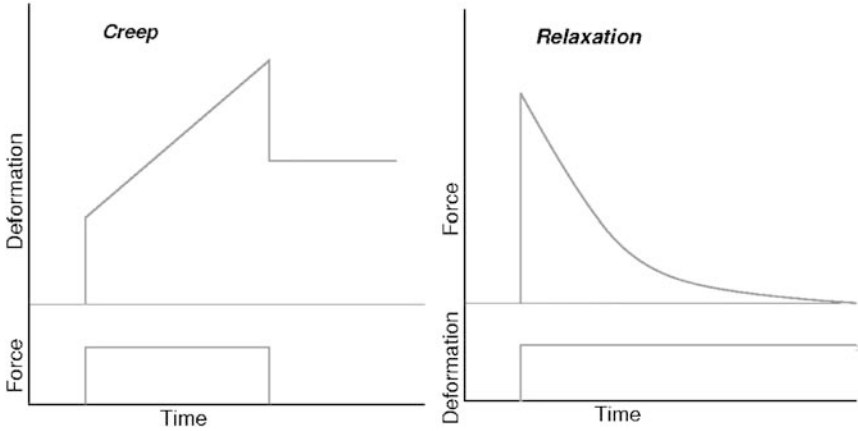 Creep
Deformation
Force
Time
Relaxation
Force
Deformation
Time